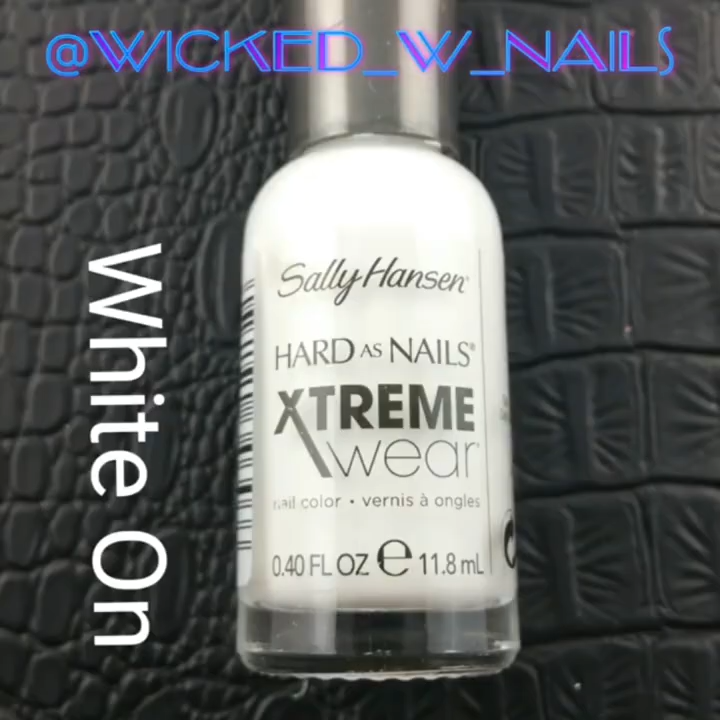 @WICKED_W_NAILS
White On
Sally Hansen®
HARD AS NAILS®
XTREME
wear®
nail color • vernis à ongles
0.40 FL OZ ℮ 11.8 mL